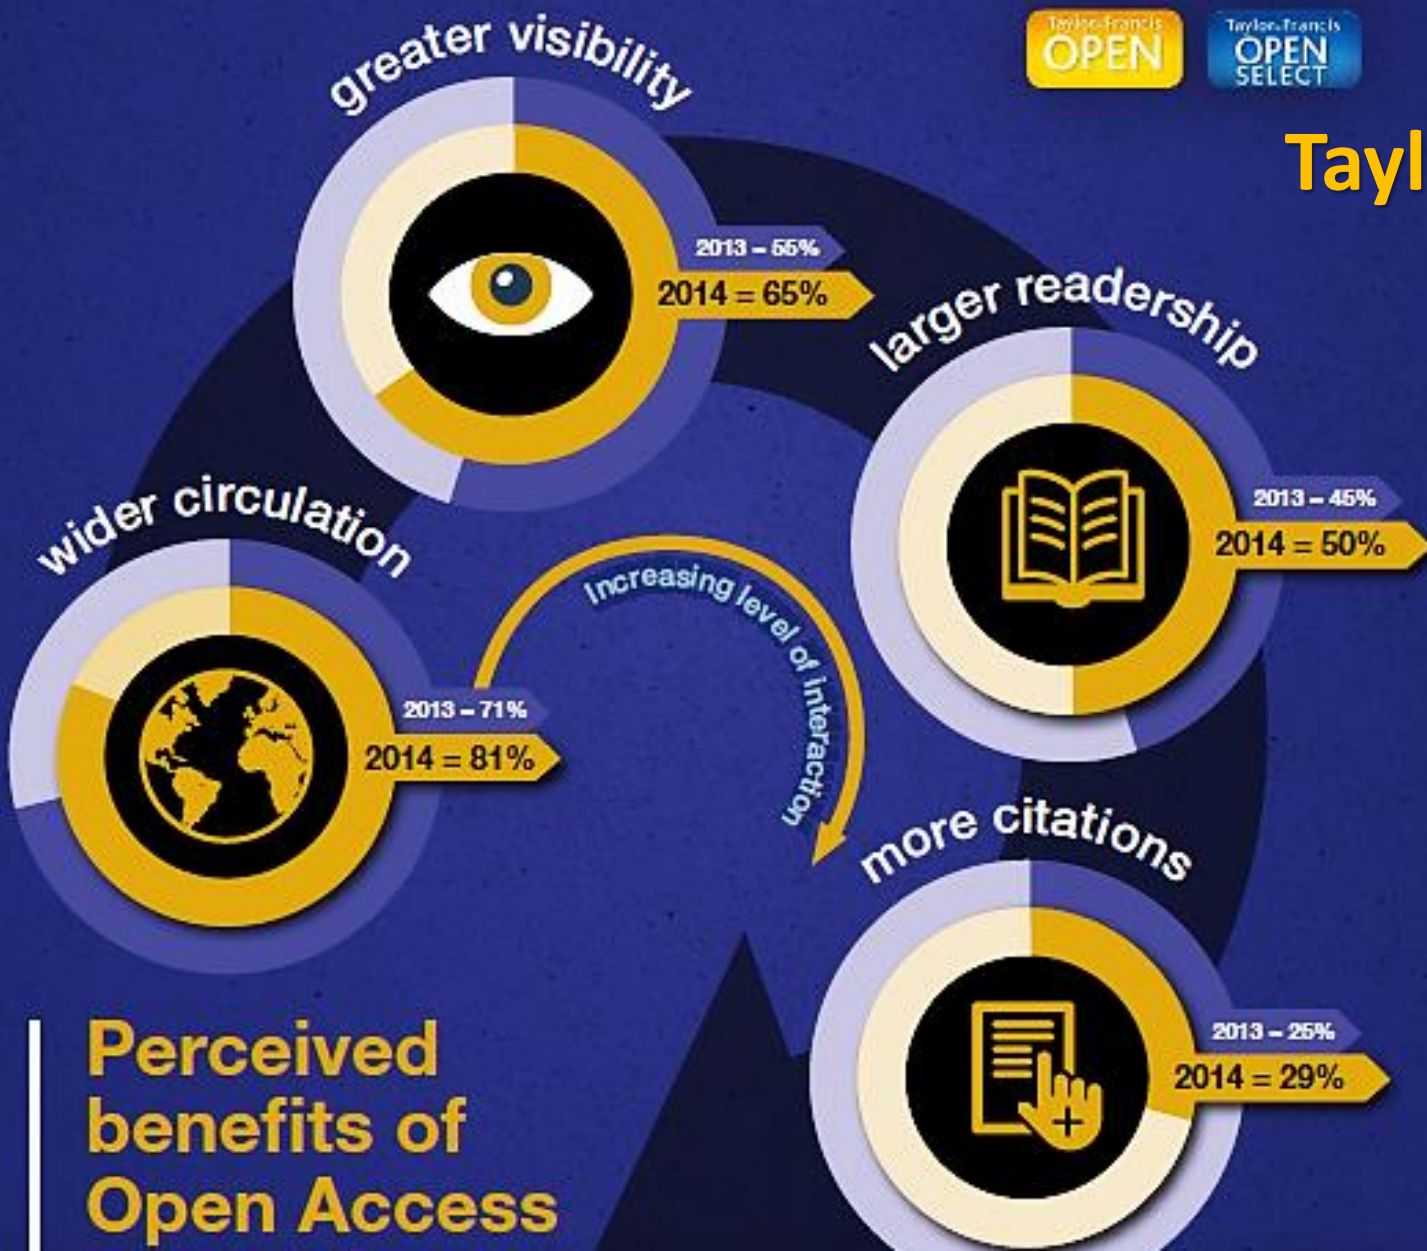 Taylor & Francis
OPEN
Taylor & Francis
OPEN
SELECT
Tayl
greater visibility
2013 – 55%
2014 = 65%
larger readership
2013 – 45%
2014 = 50%
wider circulation
2013 – 71%
2014 = 81%
Increasing level of interaction
more citations
2013 – 25%
2014 = 29%
Perceived
benefits of
Open Access